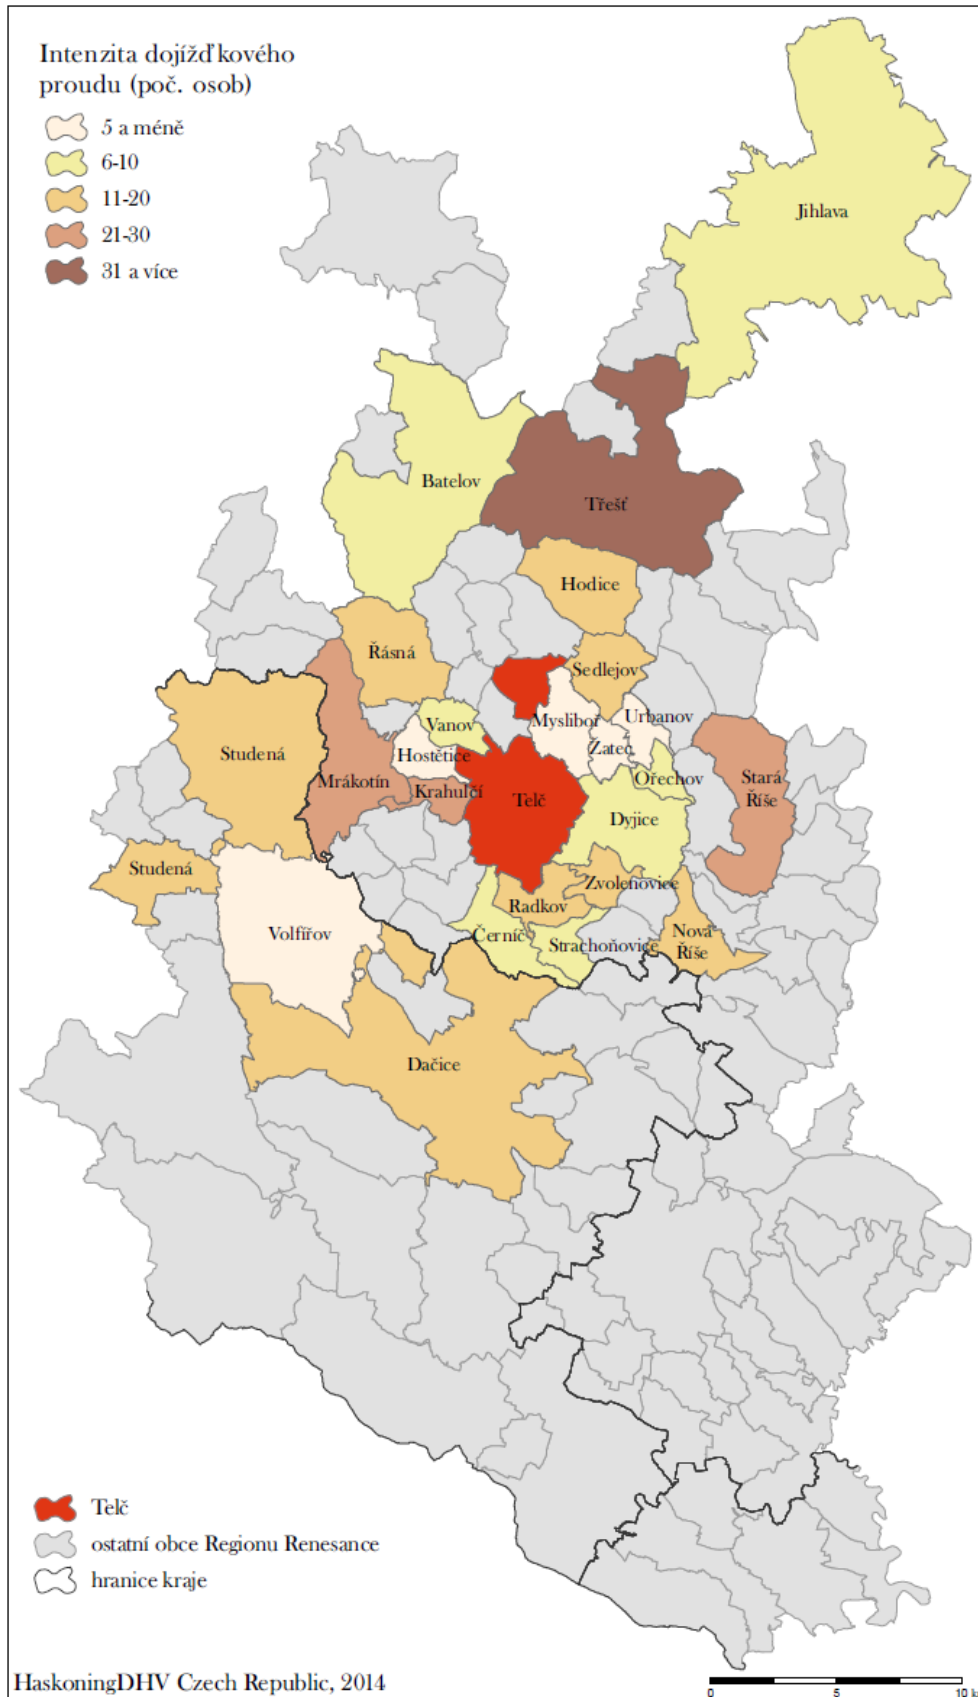 Intenzita dojížďkového
proudu (poč. osob)
5 a méně
6-10
11-20
21-30
31 a více
Jihlava
Batelov
Třešť
Hodice
Řásná
Sedlejov
Vanov
Mysliboř
Urbanov
Studená
Hostětice
Žatec
Mrákotín
Krahulčí
Telč
Ořechov
Stará
Říše
Dyjice
Studená
Zvolenovice
Radkov
Volfířov
Černíč
Strachoňovice
Nová
Říše
Dačice
Telč
ostatní obce Regionu Renesance
hranice kraje
HaskoningDHV Czech Republic, 2014
0 5 10 k